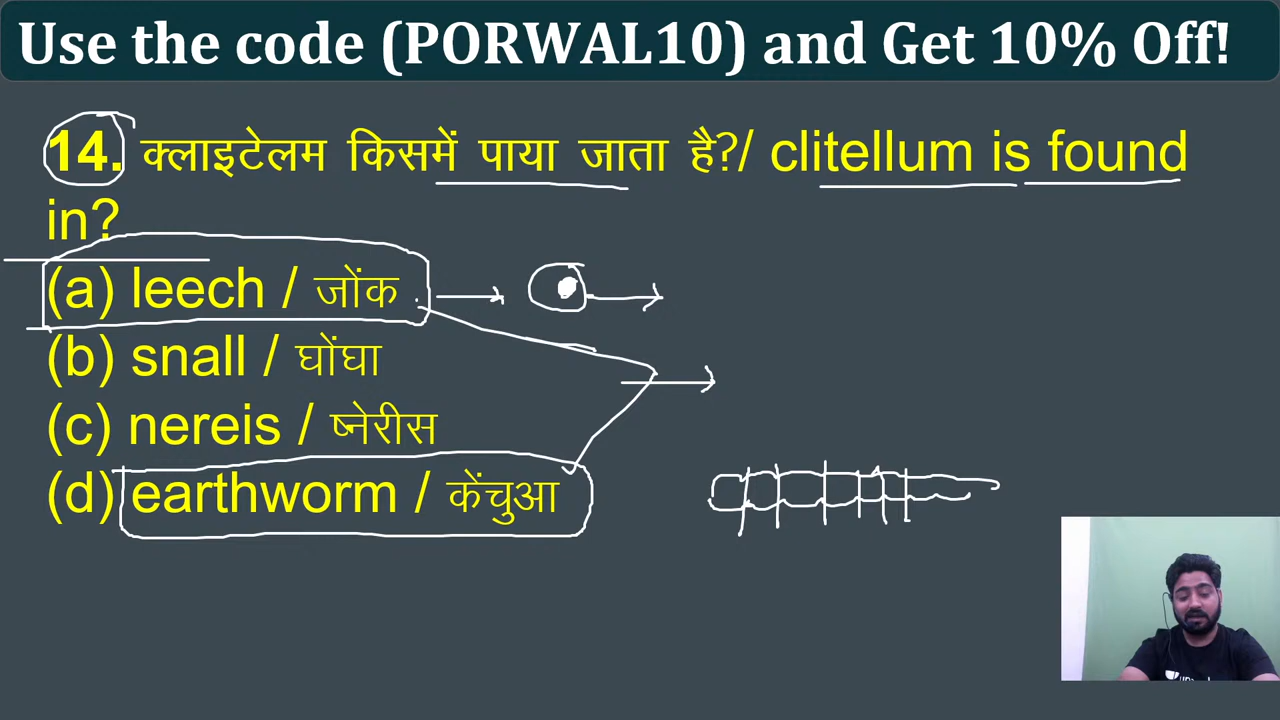 Use the code (PORWAL10) and Get 10% Off!
14. क्लाइटेलम किसमें पाया जाता है?/ clitellum is found
in?
(a) leech / जोंक
(b) snall / घोंघा
(c) nereis / ष्नेरीस
(d) earthworm / केंचुआ